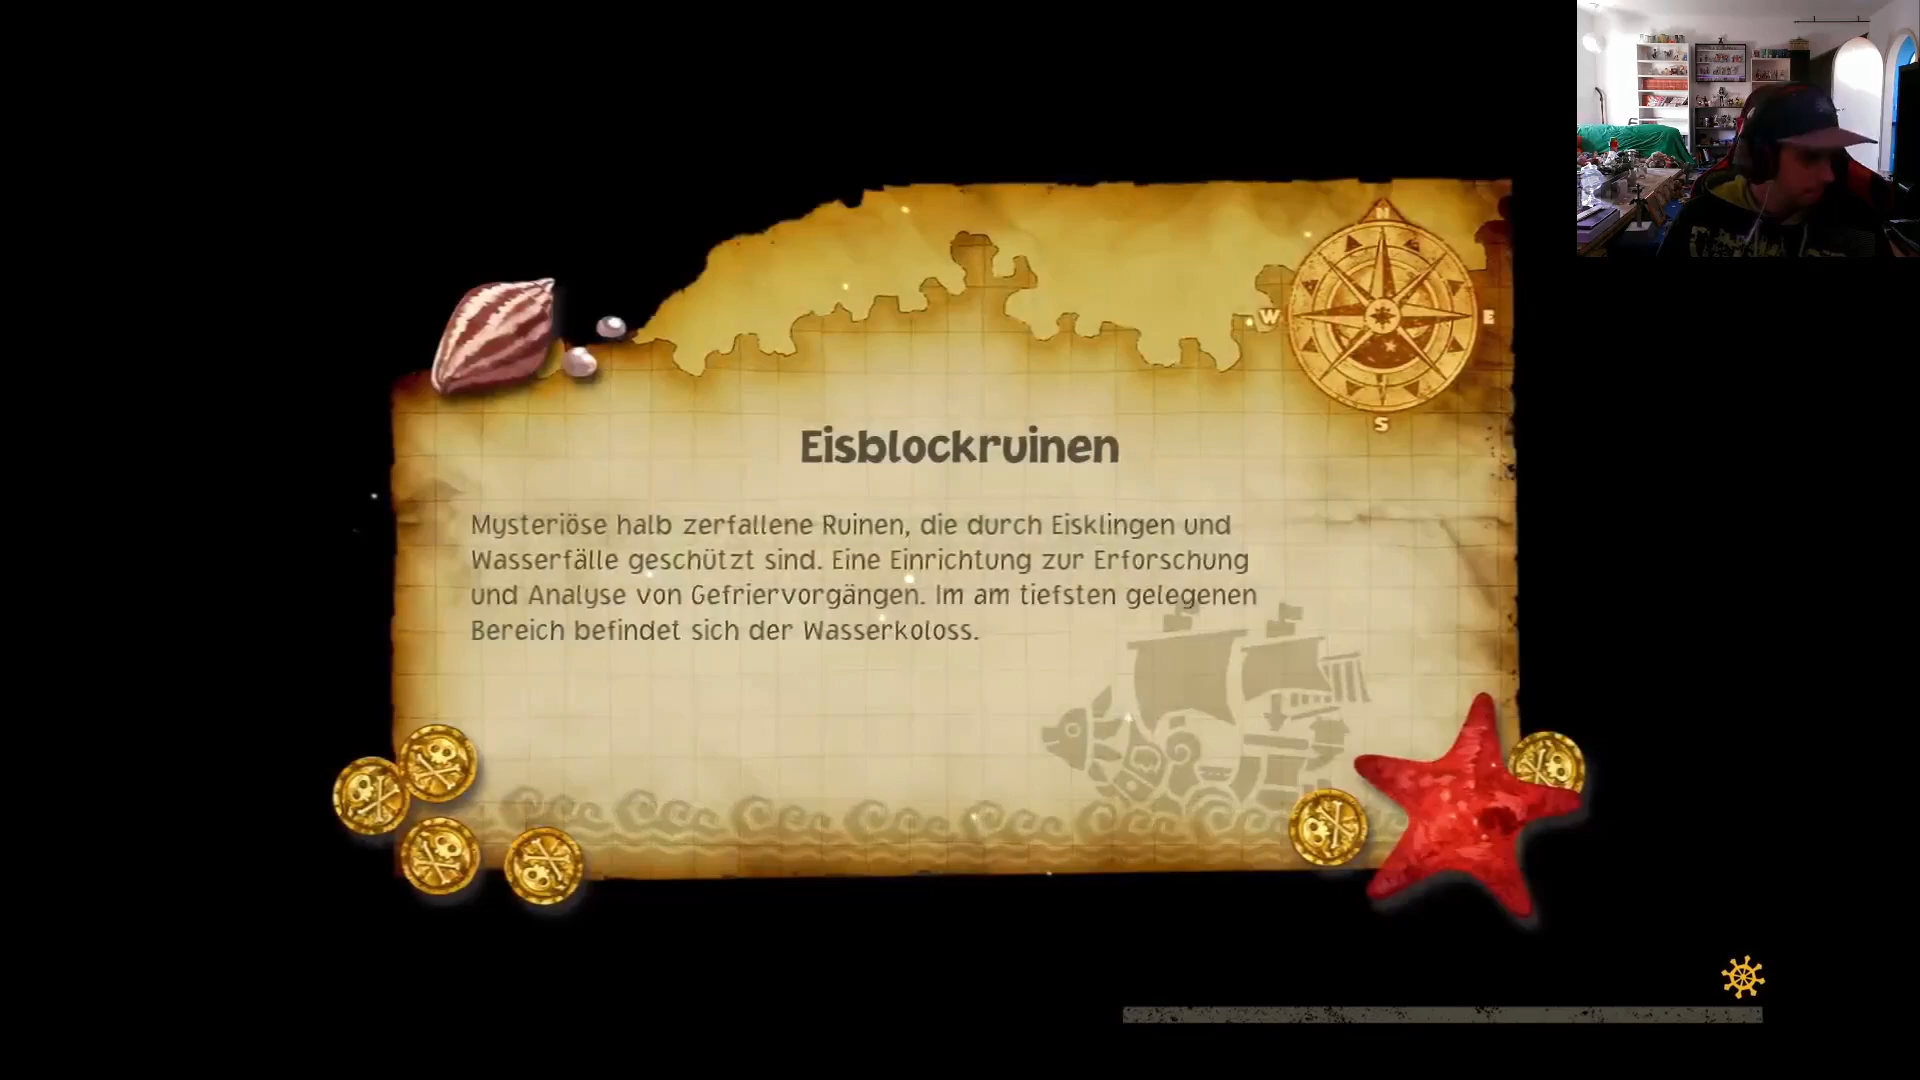 N
W
E
S
Eisblockruinen
Mysteriöse halb zerfallene Ruinen, die durch Eisklingen und
Wasserfälle geschützt sind. Eine Einrichtung zur Erforschung
und Analyse von Gefriervorgängen. Im am tiefsten gelegenen
Bereich befindet sich der Wasserkoloss.